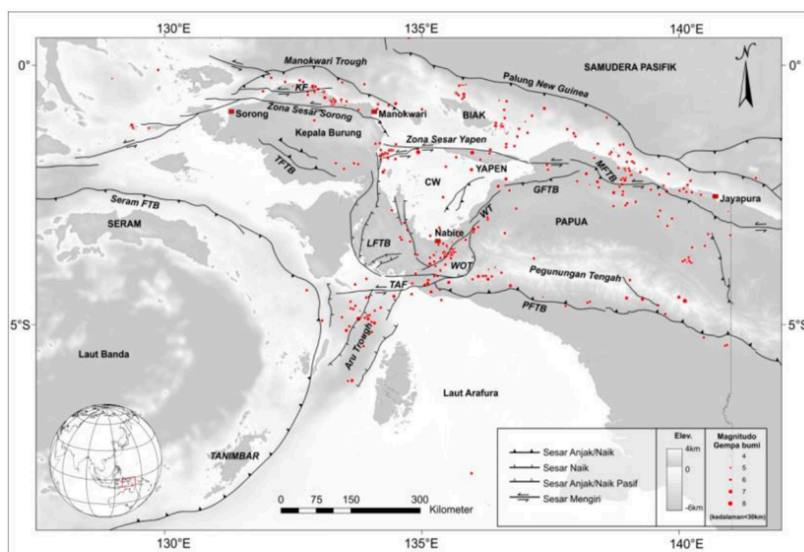 130°E
135°E
140°E
0°
Manokwari Trough
SAMUDERA PASIFIK
N
0°
Palung New Guinea
KF
BIAK
Zona Sesar Sorong
Sorong
Manokwari
Kepala Burung
Zona Sesar Yapen
YAPEN
TFTB
MFTB
CW
GFTB
Jayapura
Seram FTB
WT
SERAM
Nabire
PAPUA
LFTB
WOT
Pegunungan Tengah
TAF
PFTB
5°S
5°S
Aru Trough
Laut Banda
Laut Arafura
TANIMBAR
Sesar Anjak/Naik
Sesar Naik
Sesar Anjak/Naik Pasif
Sesar Mengiri
Elev.
4km
0
-6km
Magnitudo
Gempa bumi
4
5
6
7
8
(kedalaman<30km)
0 75 150 225 300
Kilometer
130°E
135°E
140°E